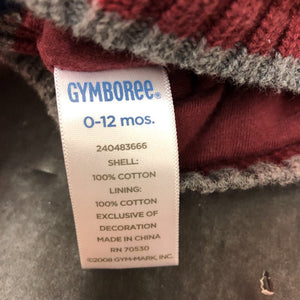 GYMBOREE®
0-12 mos.
240483666
SHELL:
100% COTTON
LINING:
100% COTTON
EXCLUSIVE OF
DECORATION
MADE IN CHINA
RN 70530
©2008 GYM-MARK, INC.